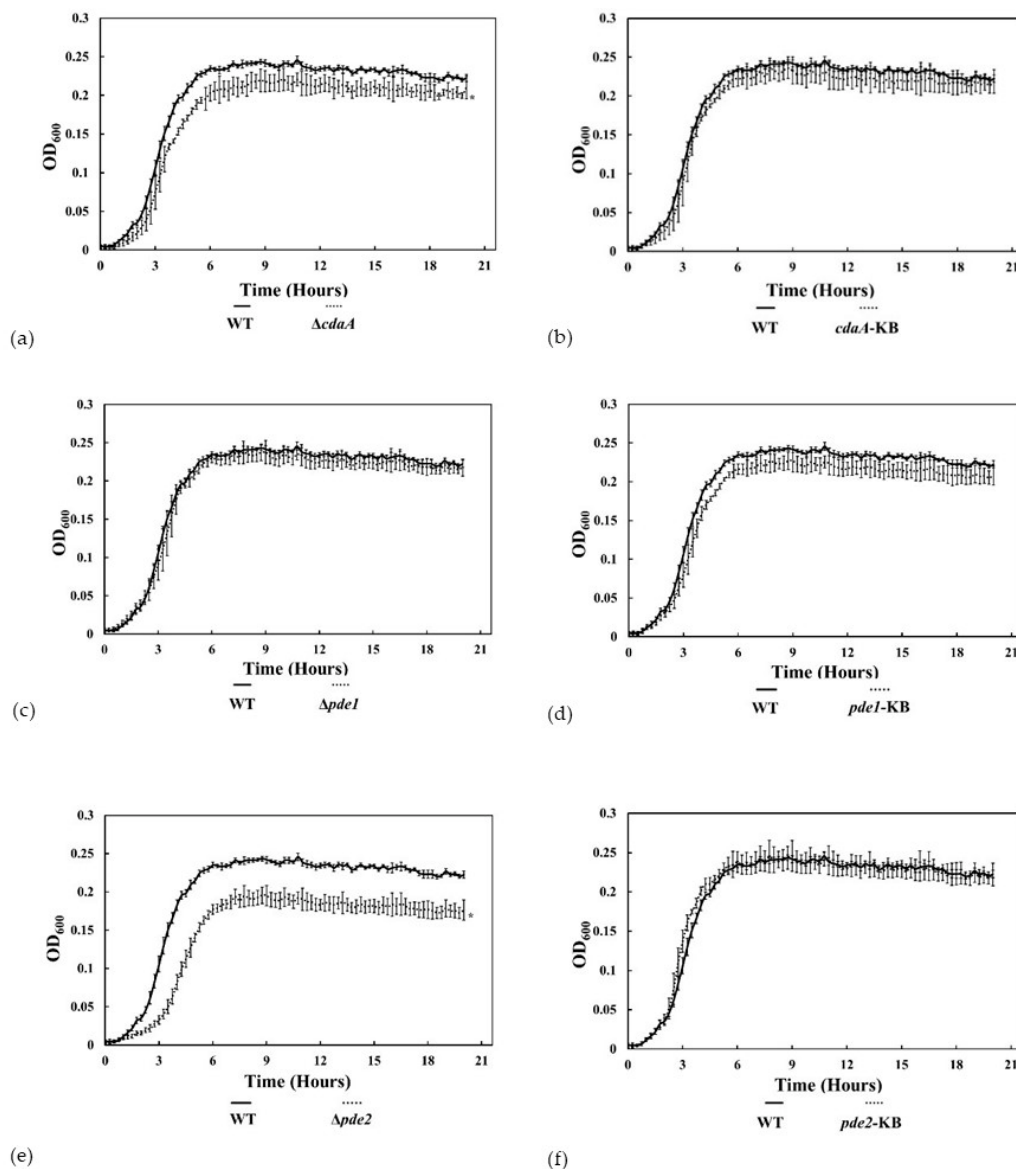 0.3
0.25
0.2
0.15
0.1
0.05
0
OD600
0 3 6 9 12 15 18 21
Time (Hours)
WT ΔcdaA
*
(a)
0.3
0.25
0.2
0.15
0.1
0.05
0
OD600
0 3 6 9 12 15 18 21
Time (Hours)
WT cdaA-KB
(b)
0.3
0.25
0.2
0.15
0.1
0.05
0
OD600
0 3 6 9 12 15 18 21
Time (Hours)
WT Δpde1
(c)
0.3
0.25
0.2
0.15
0.1
0.05
0
OD600
0 3 6 9 12 15 18 21
Time (Hours)
WT pde1-KB
(d)
0.3
0.25
0.2
0.15
0.1
0.05
0
OD600
0 3 6 9 12 15 18 21
Time (Hours)
WT Δpde2
*
(e)
0.3
0.25
0.2
0.15
0.1
0.05
0
OD600
0 3 6 9 12 15 18 21
Time (Hours)
WT pde2-KB
(f)